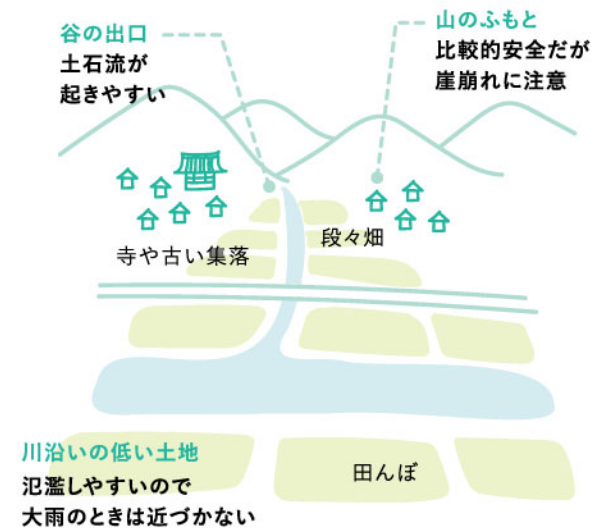 谷の出口
土石流が
起きやすい
山のふもと
比較的安全だが
崖崩れに注意
寺や古い集落
段々畑
川沿いの低い土地
氾濫しやすいので
大雨のときは近づかない
田んぼ